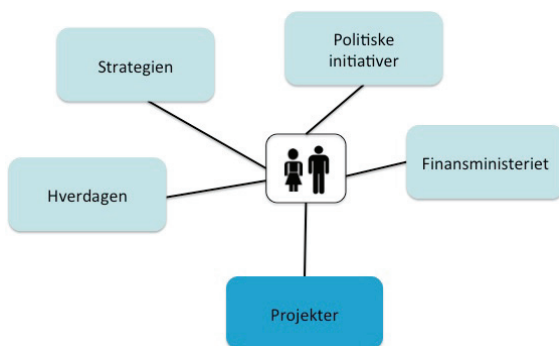 Politiske
initiativer
Strategien
Finansministeriet
Hverdagen
Projekter